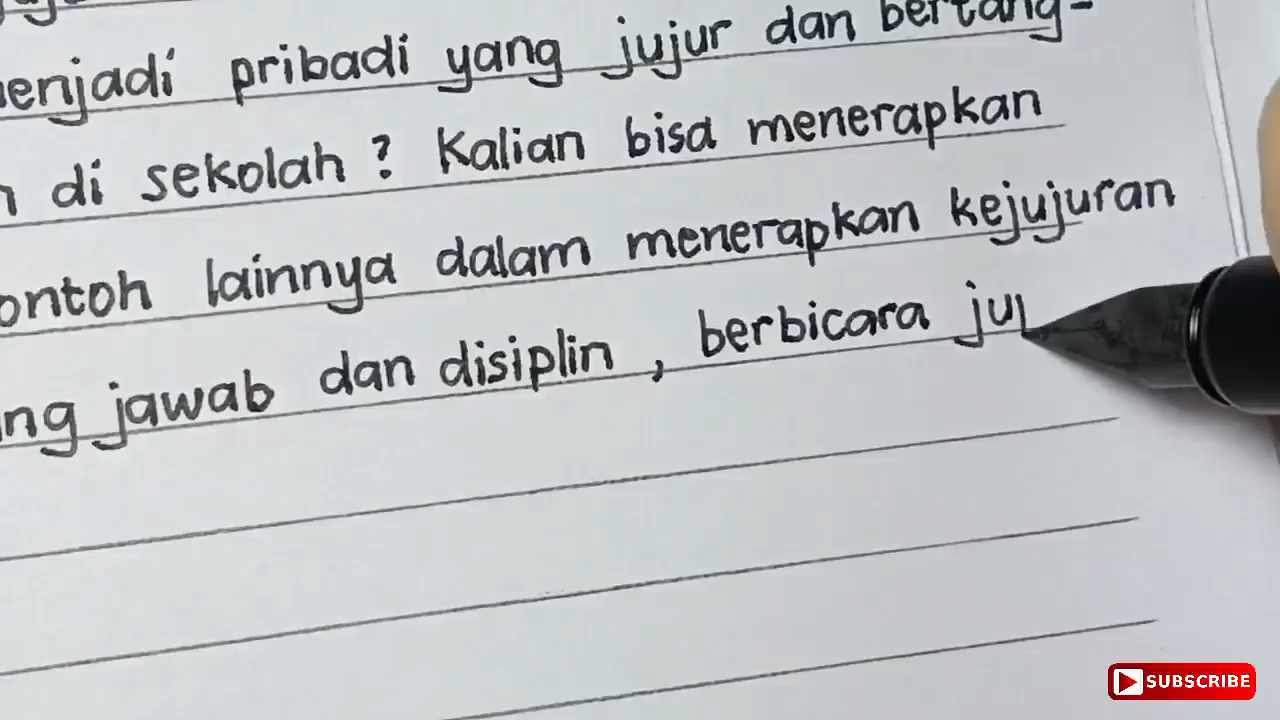 enjadi pribadi yang jujur dan bertang-
di sekolah ? Kalian bisa menerapkan
ontoh lainnya dalam menerapkan kejujuran
ng jawab dan disiplin , berbicara ju
SUBSCRIBE